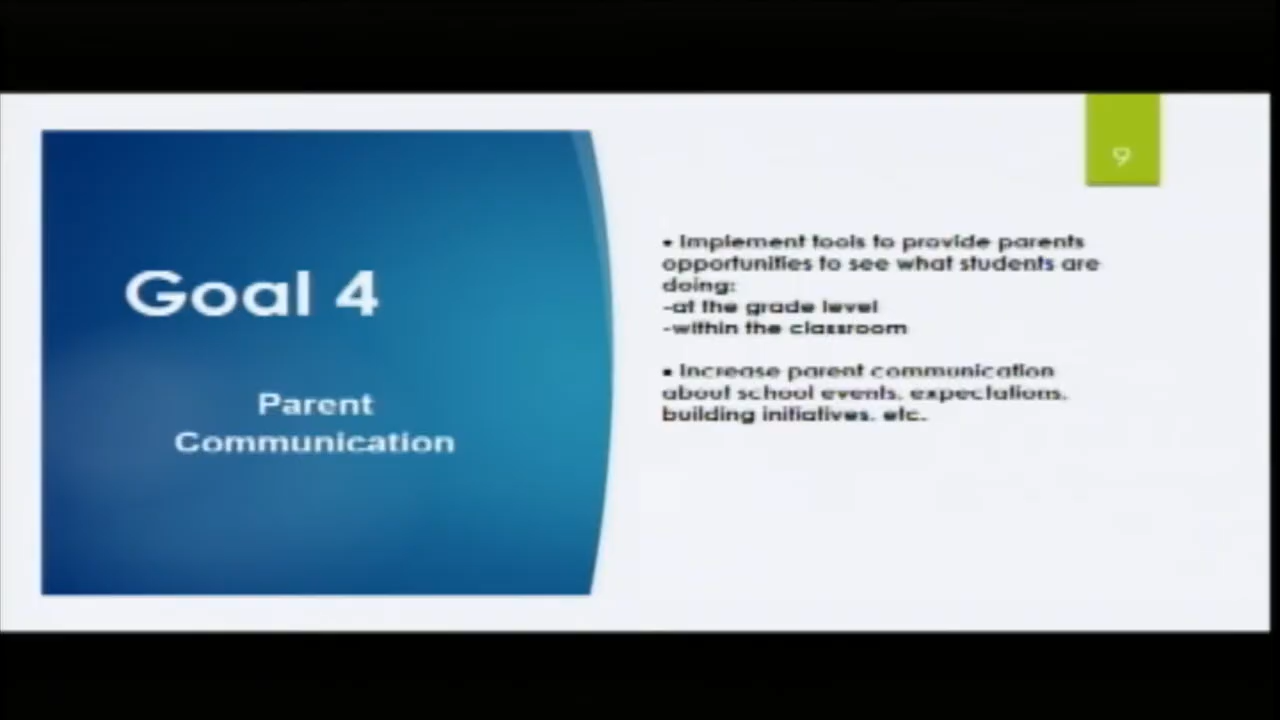 9
Goal 4
Parent
Communication
• Implement tools to provide parents
opportunities to see what students are
doing:
-at the grade level
-within the classroom
• Increase parent communication
about school events, expectations,
building initiatives. etc.